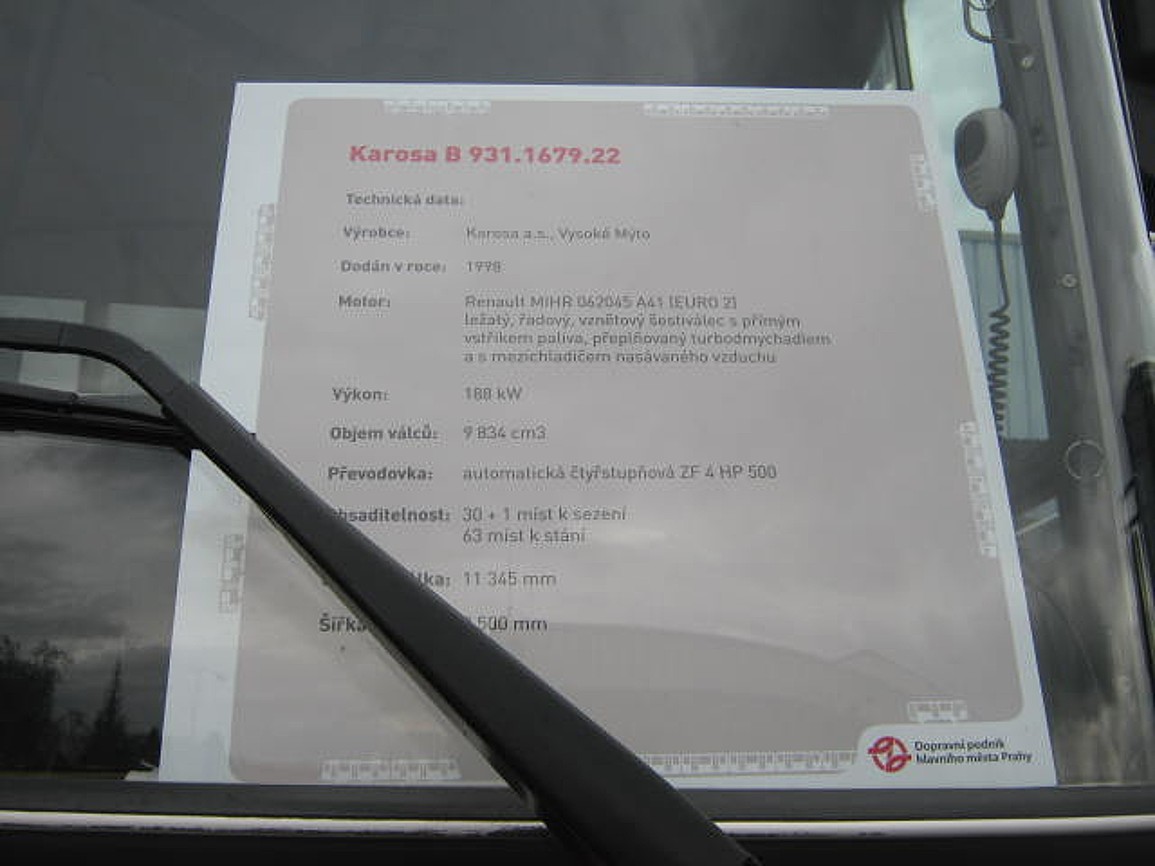 Karosa B 931.1679.22
Technická data:
Výrobce: Karosa a.s., Vysoké Mýto
Dodán v roce: 1998
Motor: Renault MIHR 062045 A41 (EURO 2)
ležatý, řadový, vznětový šestiválec s přímým
vstřikem paliva, přeplňovaný turbodmychadlem
a s mezichladičem nasávaného vzduchu
Výkon: 188 kW
Objem válců: 9 834 cm3
Převodovka: automatická čtyřstupňová ZF 4 HP 500
30 + 1 míst k sezení
63 míst k stání
11 345 mm
500 mm
Dopravní podnik
hlavního města Prahy